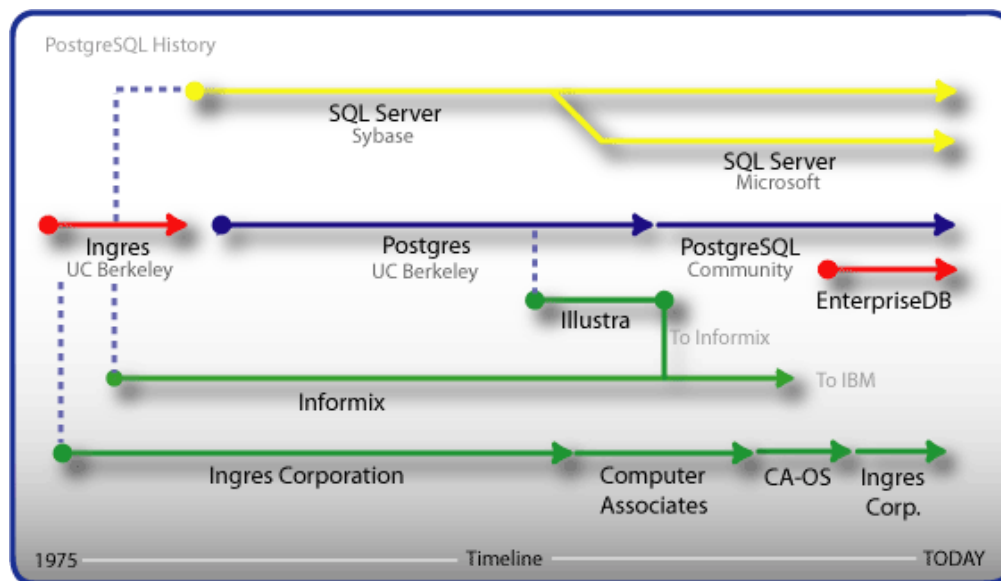 PostgreSQL History
SQL Server
Sybase
SQL Server
Microsoft
Ingres
UC Berkeley
Postgres
UC Berkeley
PostgreSQL
Community
EnterpriseDB
Illustra
To Informix
To IBM
Informix
Ingres Corporation
Computer
Associates
CA-OS
Ingres
Corp.
1975
Timeline
TODAY